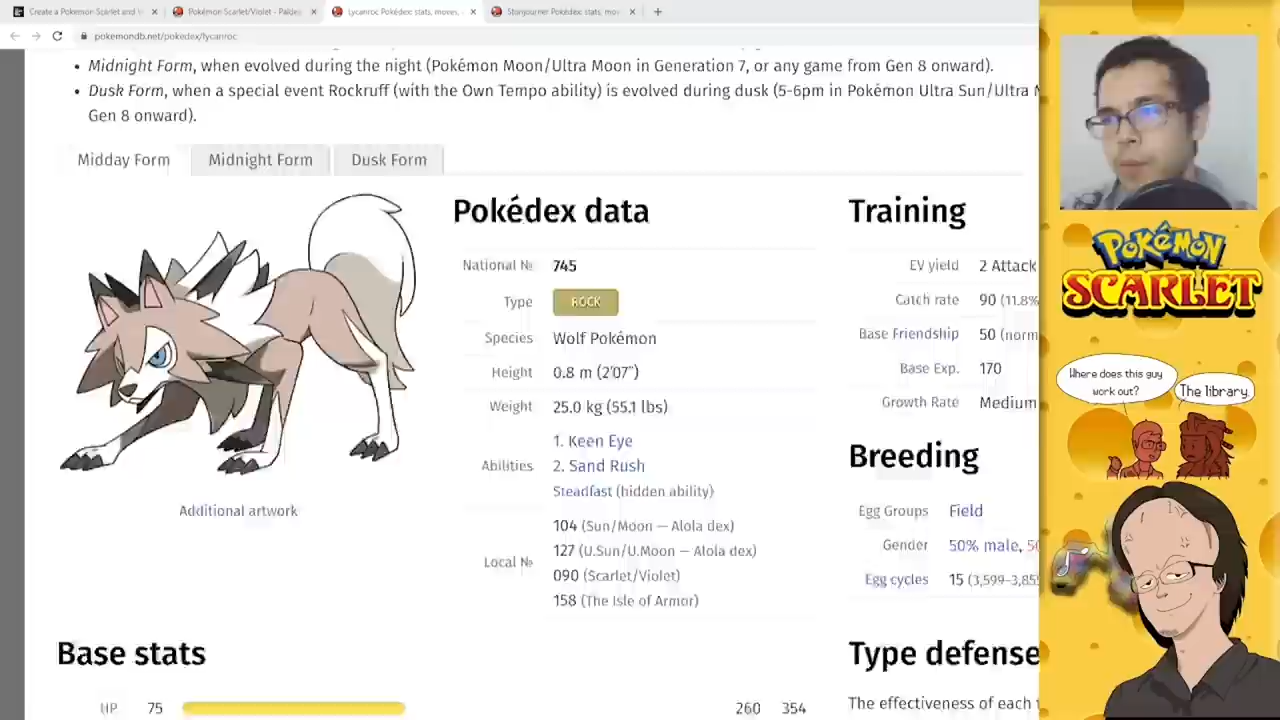 Create a Pokemon Scarlet and V
Pokémon Scarlet/Violet - Paldea
Lycanroc Pokédex: stats, moves,
Stonjourner Pokédex: stats, mov
pokemondb.net/pokedex/lycanroc
• Midnight Form, when evolved during the night (Pokémon Moon/Ultra Moon in Generation 7, or any game from Gen 8 onward).
• Dusk Form, when a special event Rockruff (with the Own Tempo ability) is evolved during dusk (5-6pm in Pokémon Ultra Sun/Ultra M
Gen 8 onward).
Midday Form
Midnight Form
Dusk Form
Pokédex data
National № 745
Type ROCK
Species Wolf Pokémon
Height 0.8 m (2'07")
Weight 25.0 kg (55.1 lbs)
Abilities
1. Keen Eye
2. Sand Rush
Steadfast (hidden ability)
Local №
104 (Sun/Moon — Alola dex)
127 (U.Sun/U.Moon — Alola dex)
090 (Scarlet/Violet)
158 (The Isle of Armor)
Additional artwork
Training
EV yield 2 Attack
Catch rate 90 (11.8%
Base Friendship 50 (norm
Base Exp. 170
Growth Rate Medium
Breeding
Egg Groups Field
Gender 50% male, 50
Egg cycles 15 (3,599–3,855
Base stats
HP 75 260 354
Type defense
The effectiveness of each t
POKÉMON
SCARLET
Where does this guy
work out?
The library.